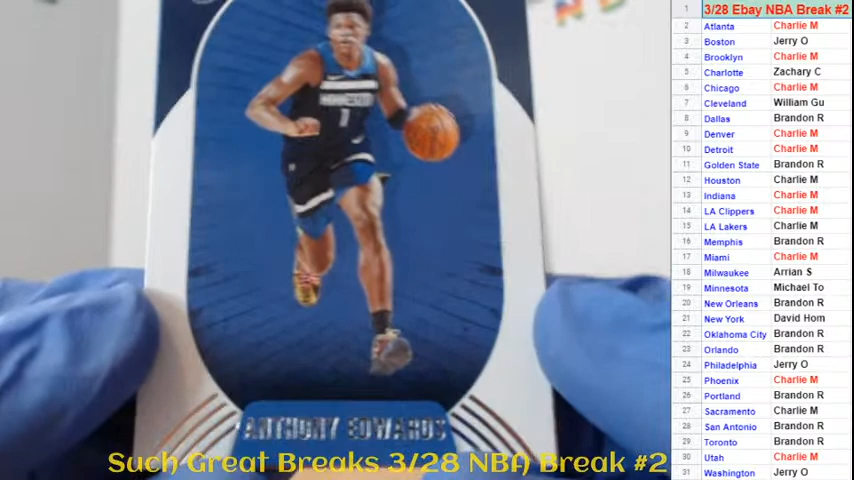 MINNESOTA
1
ANTHONY EDWARDS
Such Great Breaks 3/28 NBA Break #2
1 3/28 Ebay NBA Break #2
2 Atlanta Charlie M
3 Boston Jerry O
4 Brooklyn Charlie M
5 Charlotte Zachary C
6 Chicago Charlie M
7 Cleveland William Gu
8 Dallas Brandon R
9 Denver Charlie M
10 Detroit Charlie M
11 Golden State Brandon R
12 Houston Charlie M
13 Indiana Charlie M
14 LA Clippers Charlie M
15 LA Lakers Charlie M
16 Memphis Brandon R
17 Miami Charlie M
18 Milwaukee Arrian S
19 Minnesota Michael To
20 New Orleans Brandon R
21 New York David Hom
22 Oklahoma City Brandon R
23 Orlando Brandon R
24 Philadelphia Jerry O
25 Phoenix Charlie M
26 Portland Brandon R
27 Sacramento Charlie M
28 San Antonio Brandon R
29 Toronto Brandon R
30 Utah Charlie M
31 Washington Jerry O